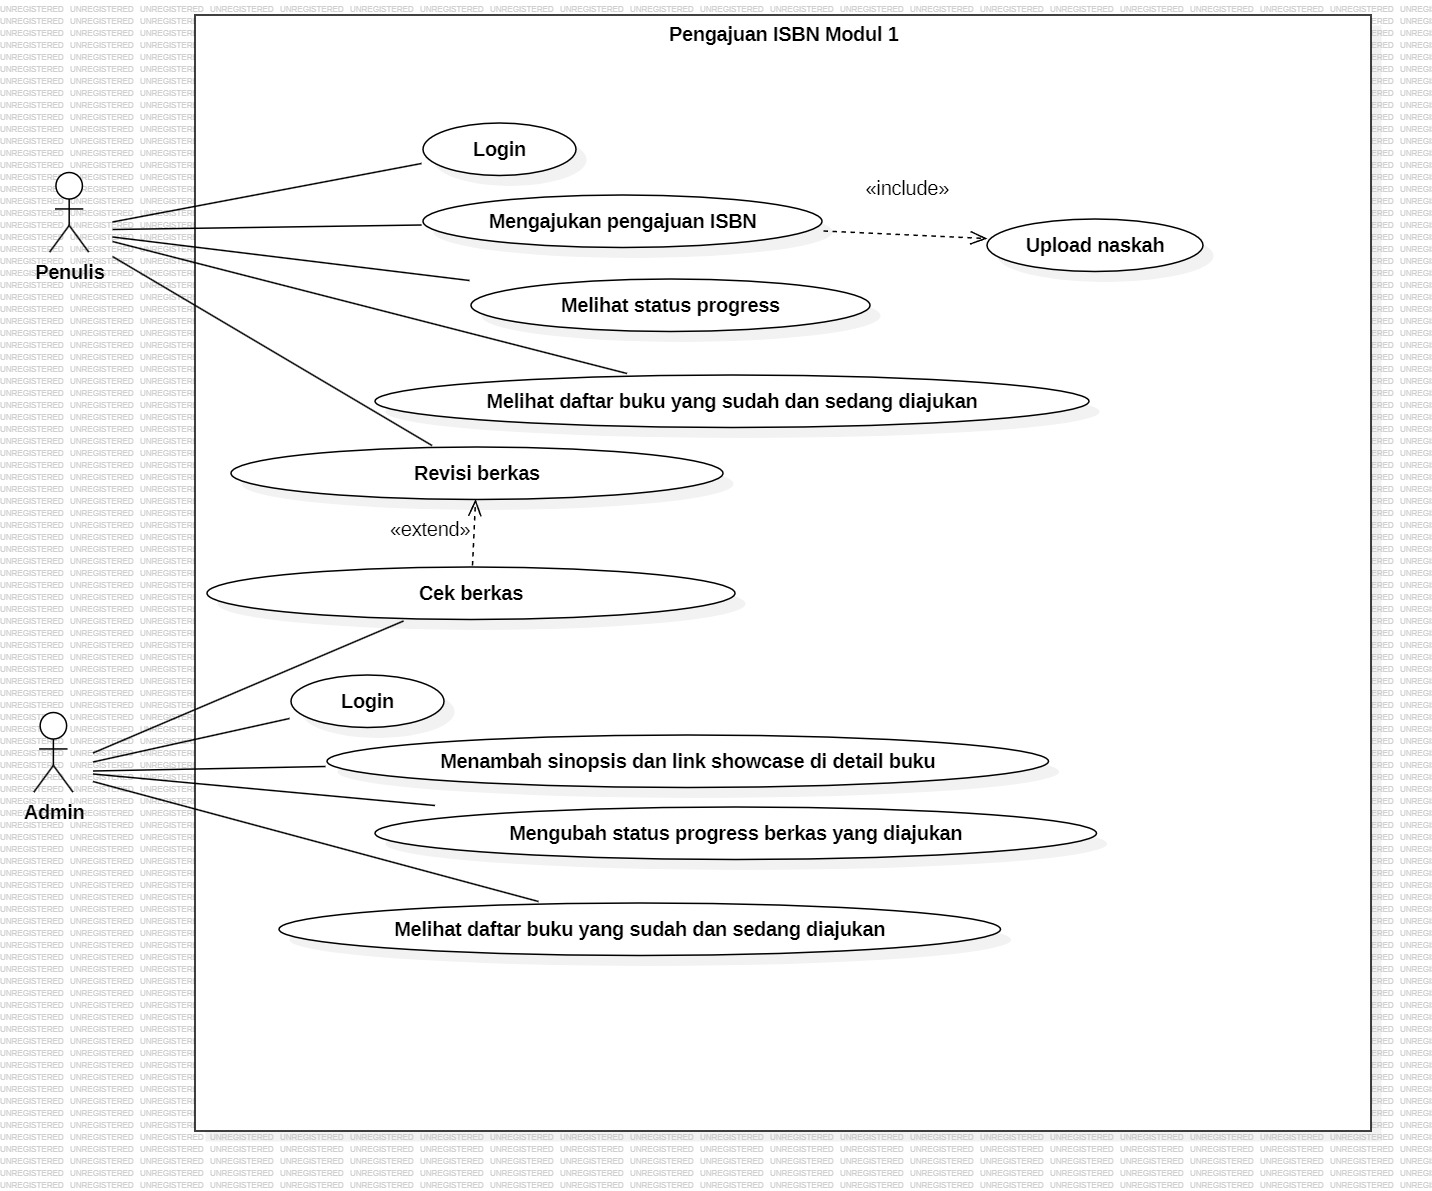 Pengajuan ISBN Modul 1
Login
Mengajukan pengajuan ISBN
«include»
Upload naskah
Penulis
Melihat status progress
Melihat daftar buku yang sudah dan sedang diajukan
Revisi berkas
«extend»
Cek berkas
Login
Menambah sinopsis dan link showcase di detail buku
Admin
Mengubah status progress berkas yang diajukan
Melihat daftar buku yang sudah dan sedang diajukan
UNREGISTERED